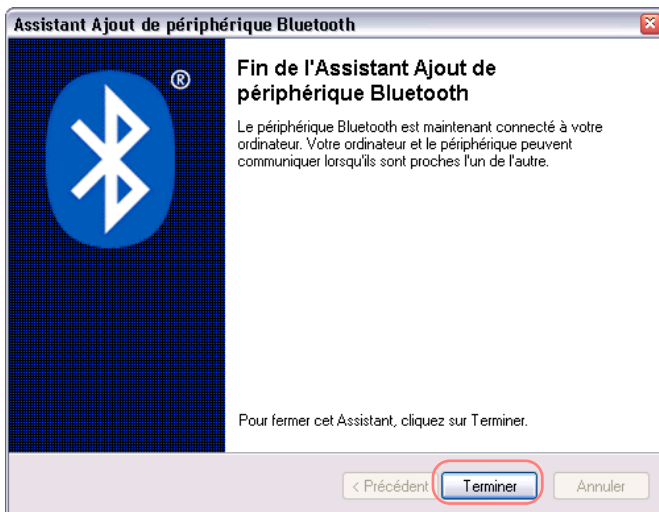 Assistant Ajout de périphérique Bluetooth
®
Fin de l'Assistant Ajout de
périphérique Bluetooth
Le périphérique Bluetooth est maintenant connecté à votre
ordinateur. Votre ordinateur et le périphérique peuvent
communiquer lorsqu'ils sont proches l'un de l'autre.
Pour fermer cet Assistant, cliquez sur Terminer.
< Précédent Terminer Annuler